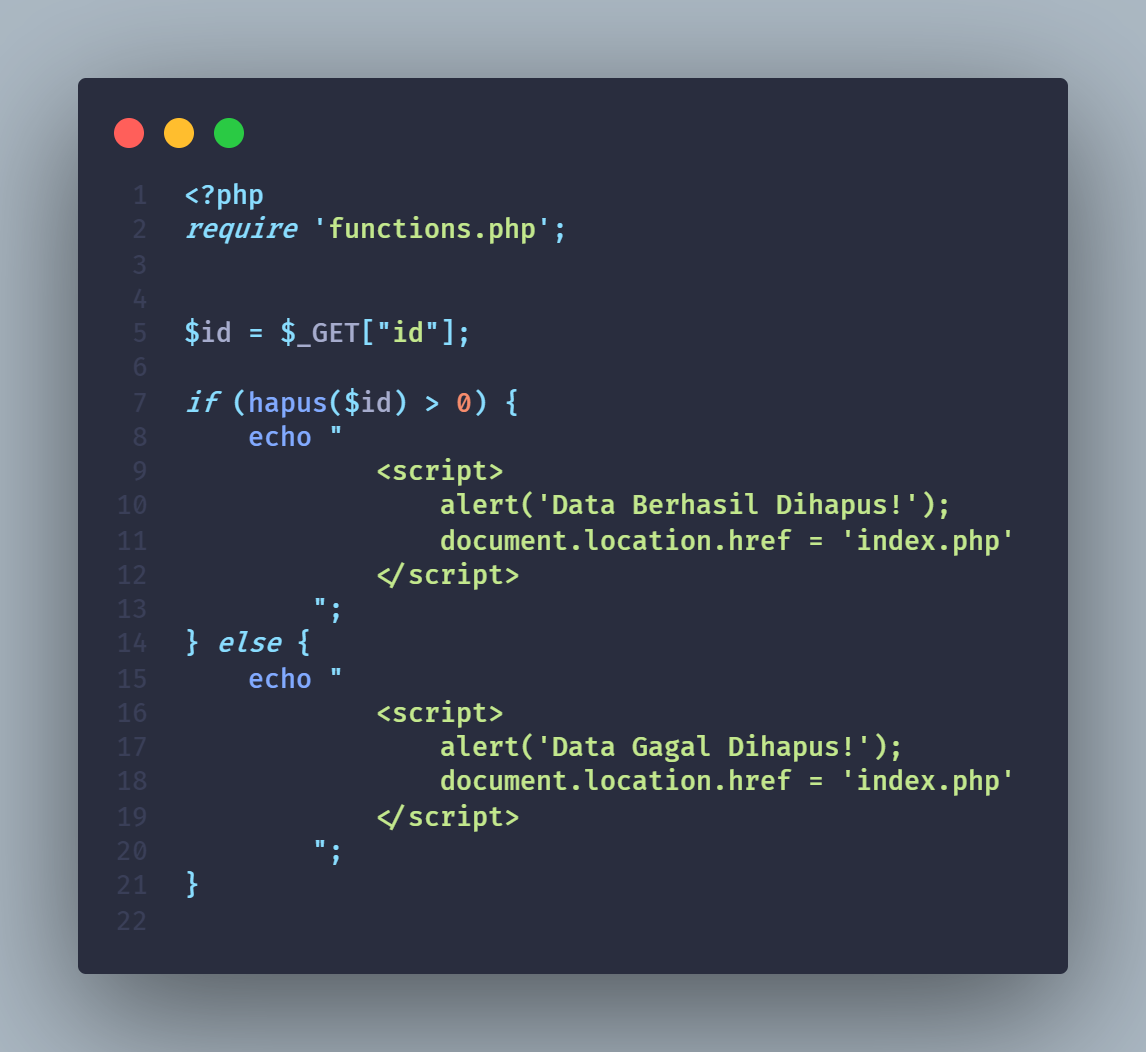 1 <?php
2 require 'functions.php';
3
4
5 $id = $_GET["id"];
6
7 if (hapus($id) > 0) {
8     echo "
9             <script>
10                 alert('Data Berhasil Dihapus!');
11                 document.location.href = 'index.php'
12             </script>
13         ";
14 } else {
15     echo "
16             <script>
17                 alert('Data Gagal Dihapus!');
18                 document.location.href = 'index.php'
19             </script>
20         ";
21 }
22